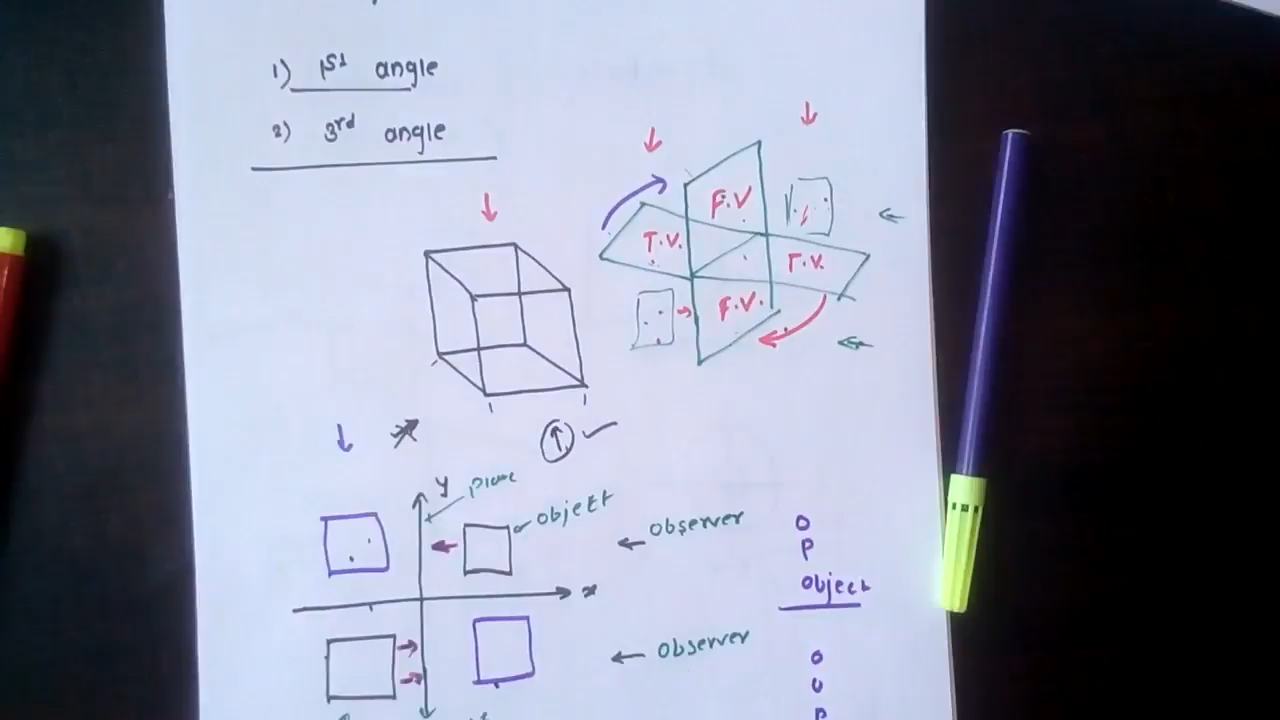 1) 1st angle
2) 3rd angle
F.V
T.V.
T.V.
F.V.
y
plane
object
observer
x
observer
O
P
object
O
O
P